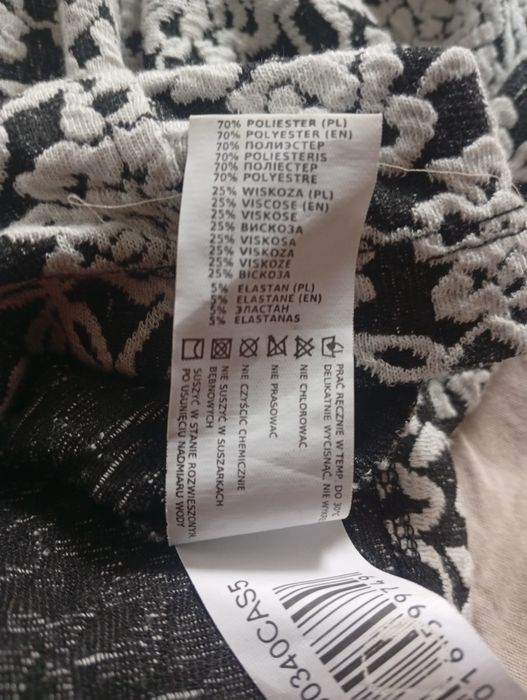 70% POLIESTER (PL)
70% POLYESTER (EN)
70% ПОЛИЭСТЕР
70% POLIESTERIS
70% ПОЛІЕСТЕР
70% POLYESTRE
25% WISKOZA (PL)
25% VISCOSE (EN)
25% VISKOSE
25% ВИСКОЗА
25% VISKOSA
25% VISKOZA
25% VISKOZE
25% ВІСКОЗА
5% ELASTAN (PL)
5% ELASTANE (EN)
5% ЭЛАСТАН
5% ELASTANAS
PRAĆ RĘCZNIE W TEMP. DO 30°C
DELIKATNIE WYCISNĄĆ, NIE
NIE CHLOROWAĆ
NIE PRASOWAĆ
NIE CZYŚCIĆ CHEMICZNIE
NIE SUSZYĆ W SUSZARKACH
BĘBNOWYCH
SUSZYĆ W STANIE ROZWIESZONYM
PO USUNIĘCIU NADMIARU WODY
0340CAS5